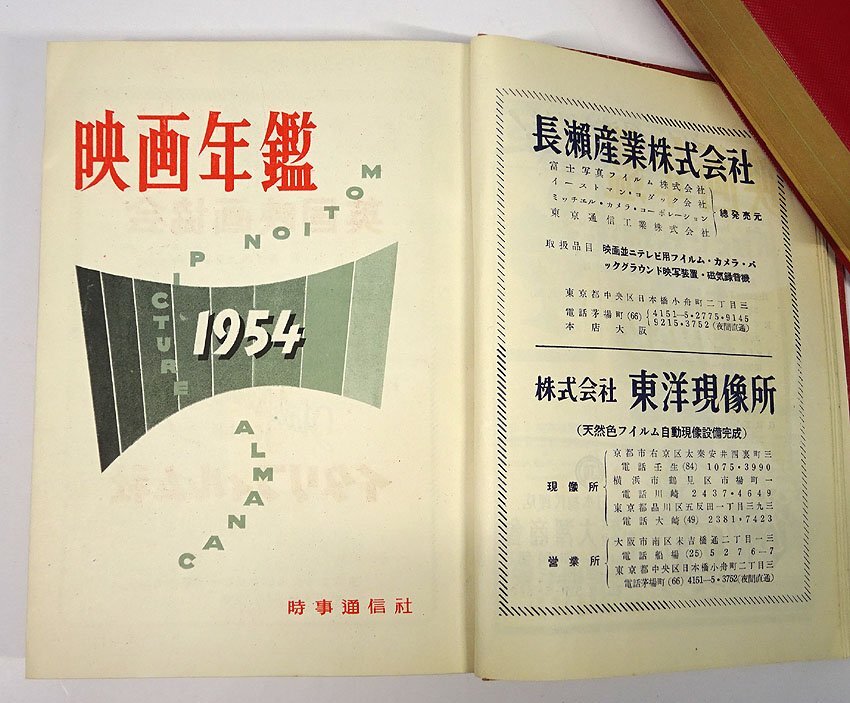 映画年鑑
MOTION PICTURE
1954
ALMANAC
時事通信社
長瀬産業株式会社
富士写真フイルム株式会社
イーストマン・コダック会社
ミッチエル・カメラ・コーポレーション
東京通信工業株式会社
総発売元
取扱品目 映画並ニテレビ用フイルム・カメラ・バ
ックグラウンド映写装置・磁気録音機
東京都中央区日本橋小舟町二丁目三
電話茅場町(66) 4151—5・2775・9145
9215・3752(夜間直通)
本店大阪
株式会社 東洋現像所
(天然色フイルム自動現像設備完成)
現像所
京都市右京区太秦安井西裏町三
電話壬生(84) 1075・3990
横浜市鶴見区市場町一
電話川崎 2437・4649
東京都品川区五反田一丁目三九三
電話大崎(49) 2381・7423
営業所
大阪市南区末吉橋通二丁目一三
電話船場(25) 5276—7
東京都中央区日本橋小舟町二丁目三
電話茅場町(66) 4151—5・3752(夜間直通)